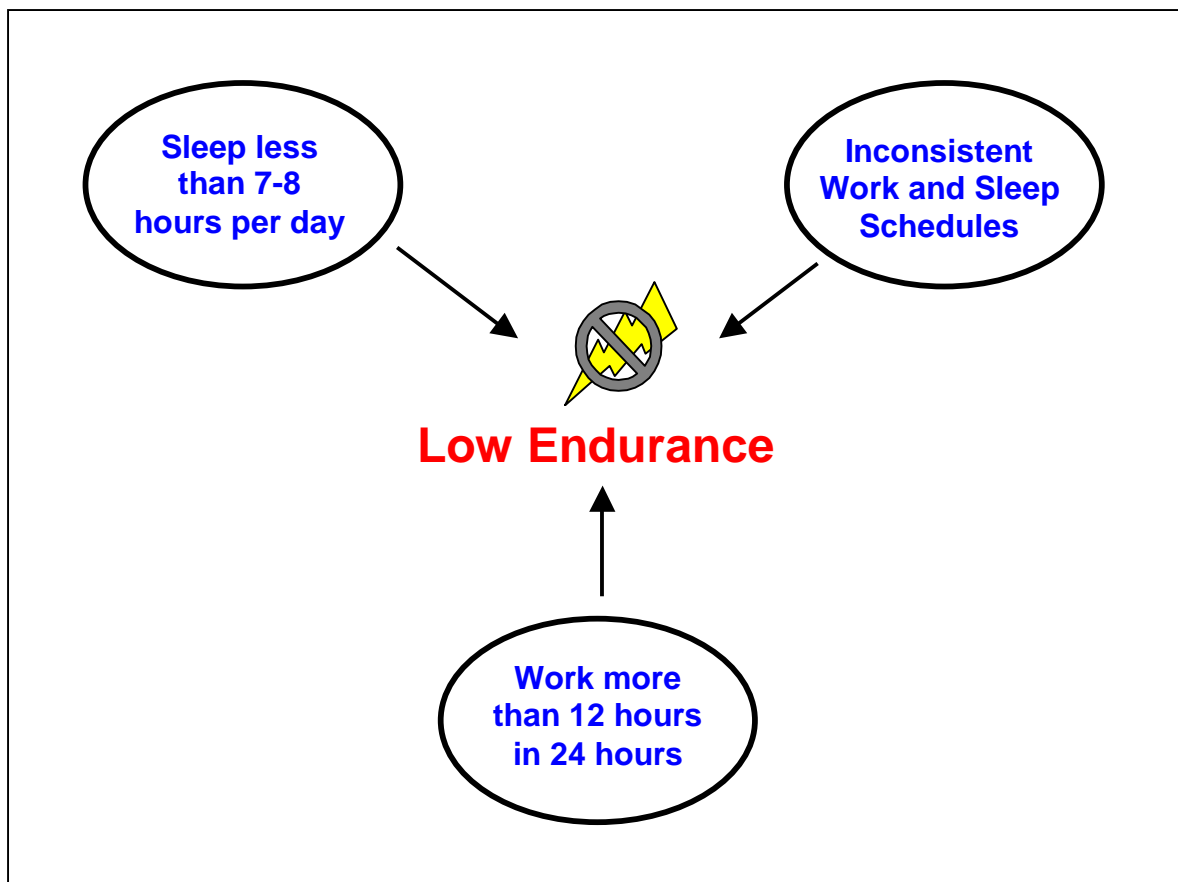 Sleep less
than 7-8
hours per day
Inconsistent
Work and Sleep
Schedules
Low Endurance
Work more
than 12 hours
in 24 hours